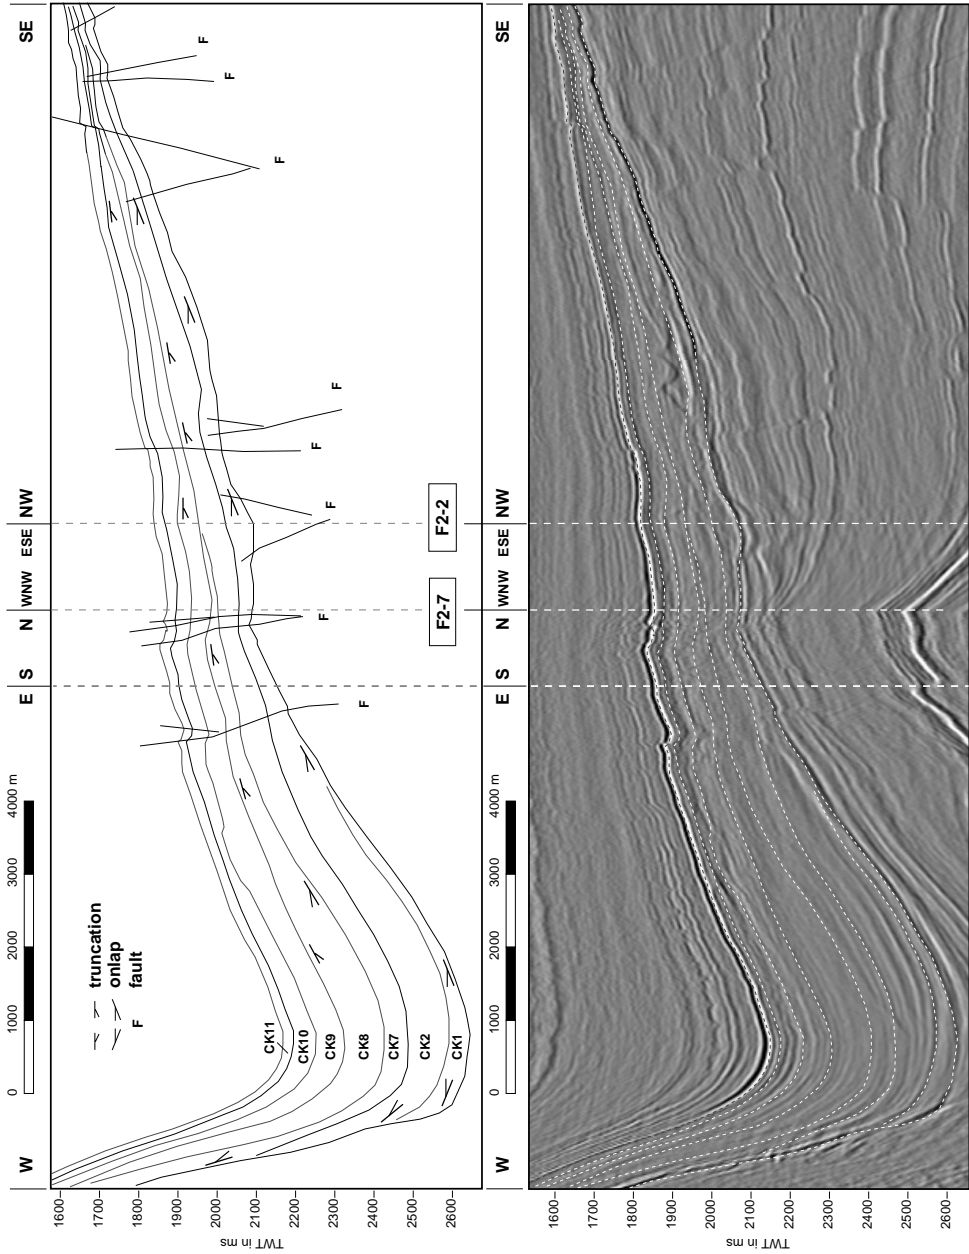 W E S N WNW ESE NW SE
0 1000 2000 3000 4000 m
truncation
onlap
F fault
F2-7 F2-2
F
F
F
F
F
F
F
F
CK11
CK10
CK9
CK8
CK7
CK2
CK1
1600
1700
1800
1900
2000
2100
2200
2300
2400
2500
2600
TWT in ms
W E S N WNW ESE NW SE
0 1000 2000 3000 4000 m
1600
1700
1800
1900
2000
2100
2200
2300
2400
2500
2600
TWT in ms